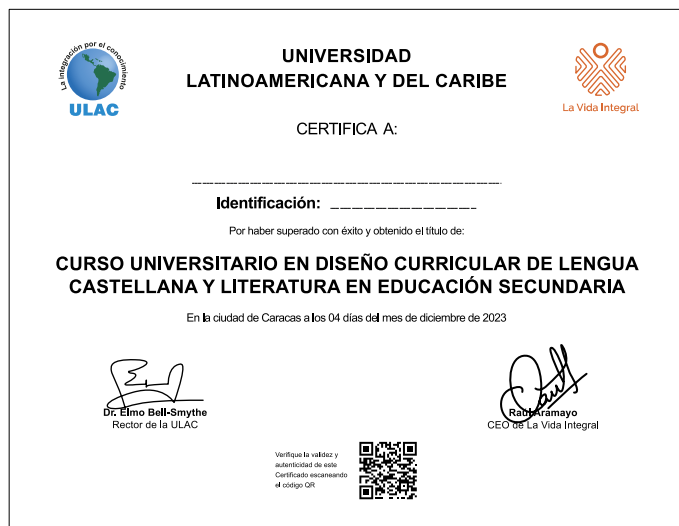 La integración por el conocimiento
ULAC
UNIVERSIDAD
LATINOAMERICANA Y DEL CARIBE
La Vida Integral
CERTIFICA A:
Identificación:
Por haber superado con éxito y obtenido el título de:
CURSO UNIVERSITARIO EN DISEÑO CURRICULAR DE LENGUA
CASTELLANA Y LITERATURA EN EDUCACIÓN SECUNDARIA
En la ciudad de Caracas a los 04 días del mes de diciembre de 2023
Dr. Elmo Bell-Smythe
Rector de la ULAC
Raúl Aramayo
CEO de La Vida Integral
Verifique la validez y
autenticidad de este
Certificado escaneando
el código QR